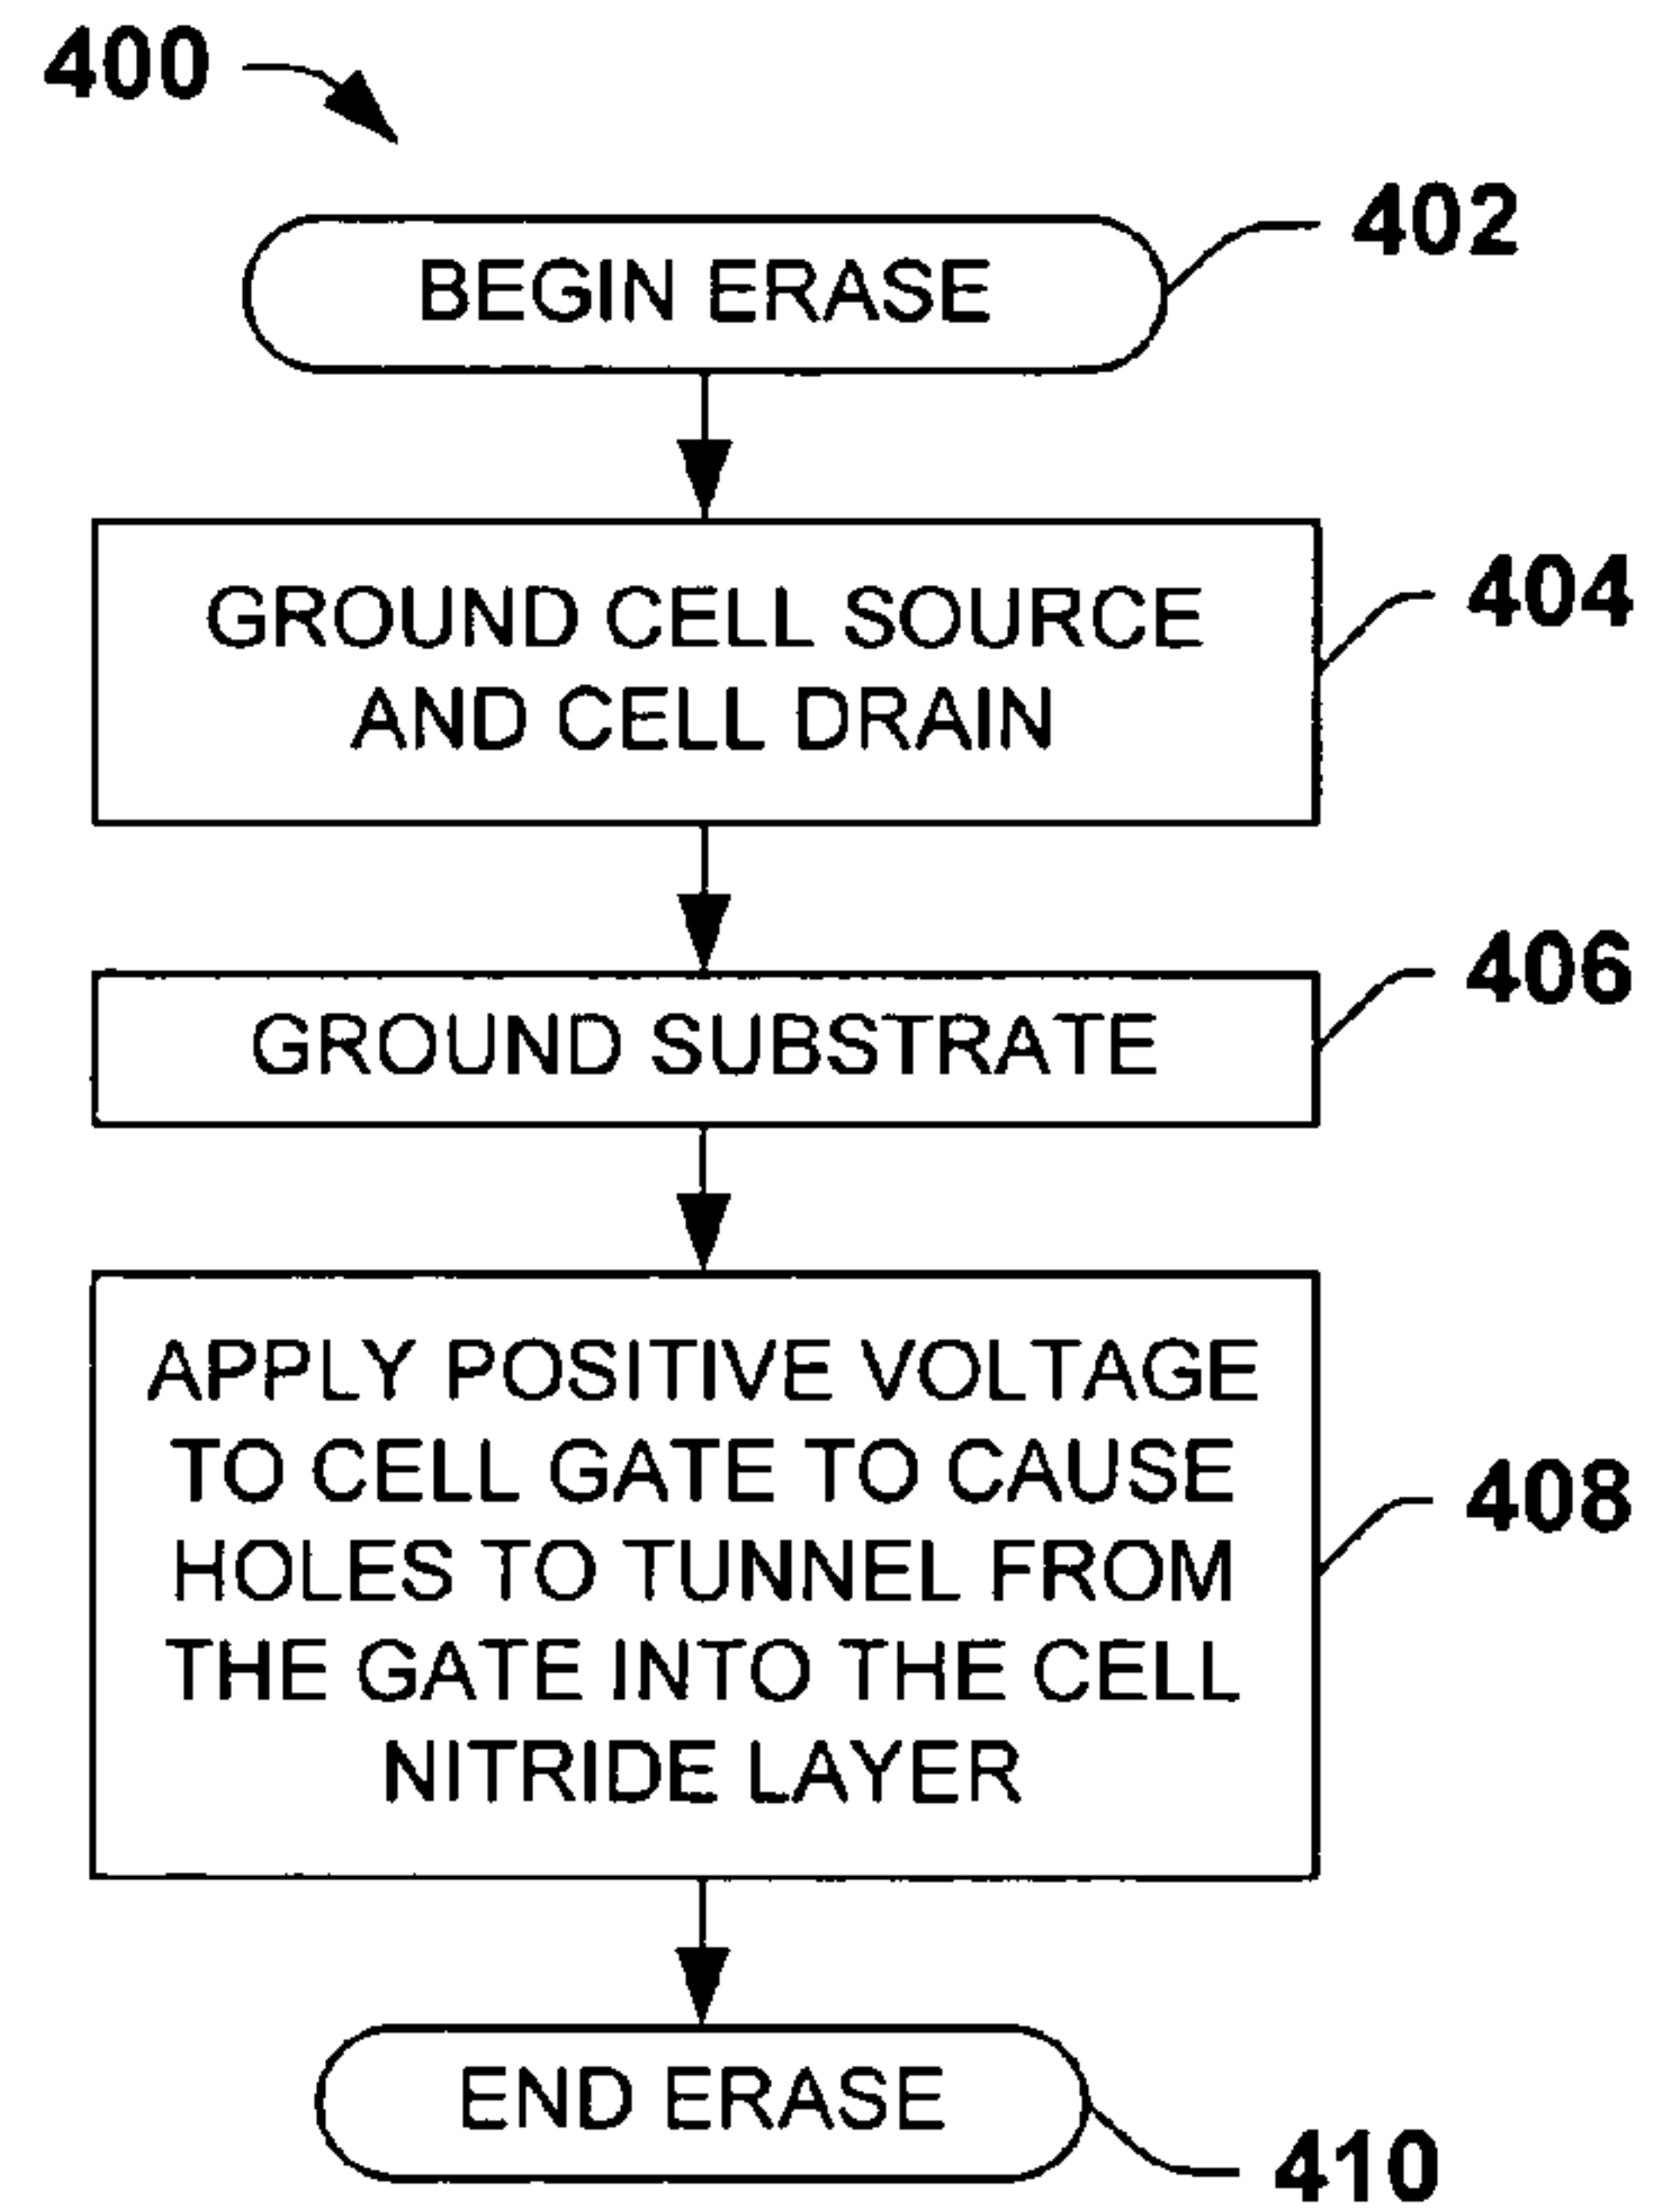 400
402
BEGIN ERASE
GROUND CELL SOURCE
AND CELL DRAIN
404
GROUND SUBSTRATE
406
APPLY POSITIVE VOLTAGE
TO CELL GATE TO CAUSE
HOLES TO TUNNEL FROM
THE GATE INTO THE CELL
NITRIDE LAYER
408
END ERASE
410